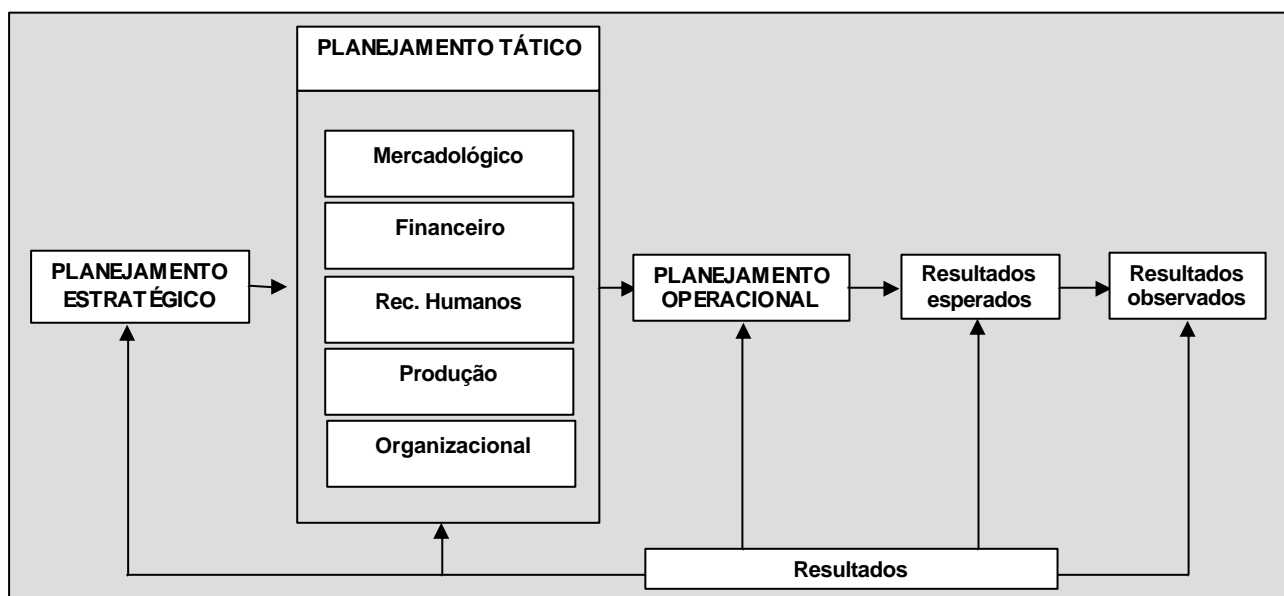 PLANEJAMENTO TÁTICO
Mercadológico
Financeiro
Rec. Humanos
Produção
Organizacional
PLANEJAMENTO
ESTRATÉGICO
PLANEJAMENTO
OPERACIONAL
Resultados
esperados
Resultados
observados
Resultados